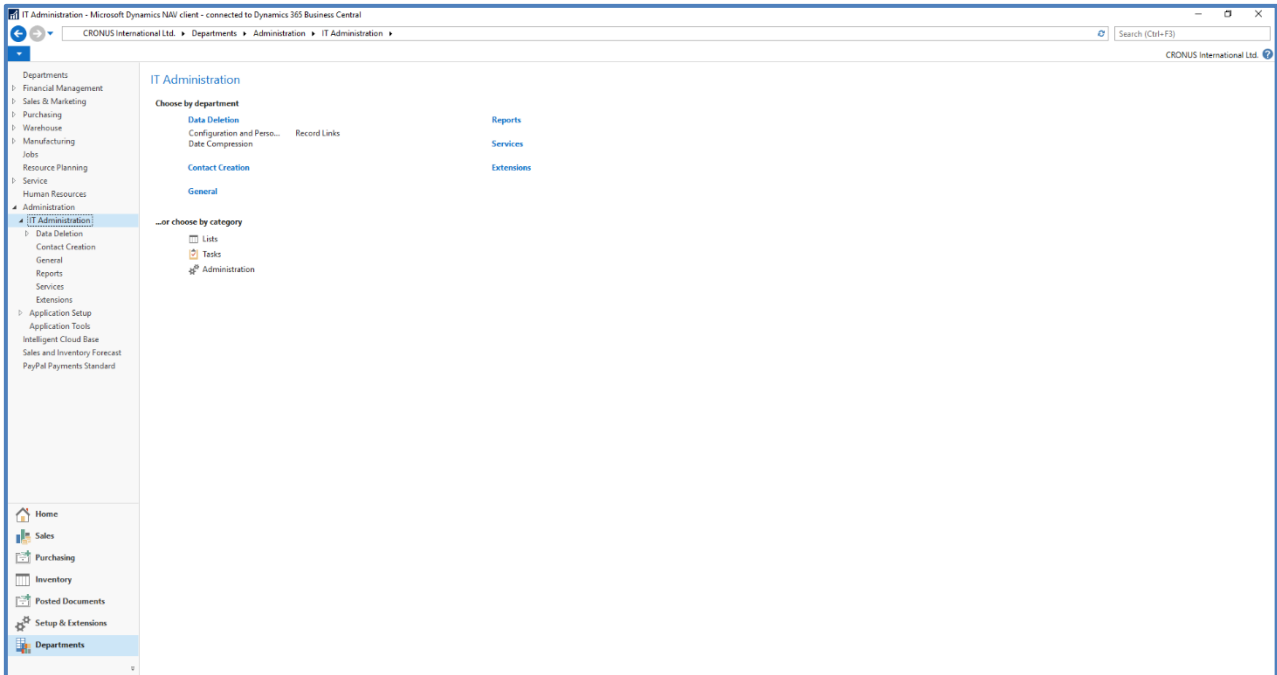 IT Administration - Microsoft Dynamics NAV client - connected to Dynamics 365 Business Central
CRONUS International Ltd. ▸ Departments ▸ Administration ▸ IT Administration ▸
Search (Ctrl+F3)
CRONUS International Ltd.
Departments
Financial Management
Sales & Marketing
Purchasing
Warehouse
Manufacturing
Jobs
Resource Planning
Service
Human Resources
Administration
IT Administration
Data Deletion
Contact Creation
General
Reports
Services
Extensions
Application Setup
Application Tools
Intelligent Cloud Base
Sales and Inventory Forecast
PayPal Payments Standard
Home
Sales
Purchasing
Inventory
Posted Documents
Setup & Extensions
Departments
IT Administration
Choose by department
Data Deletion
Configuration and Perso... Record Links
Date Compression
Contact Creation
General
Reports
Services
Extensions
...or choose by category
Lists
Tasks
Administration